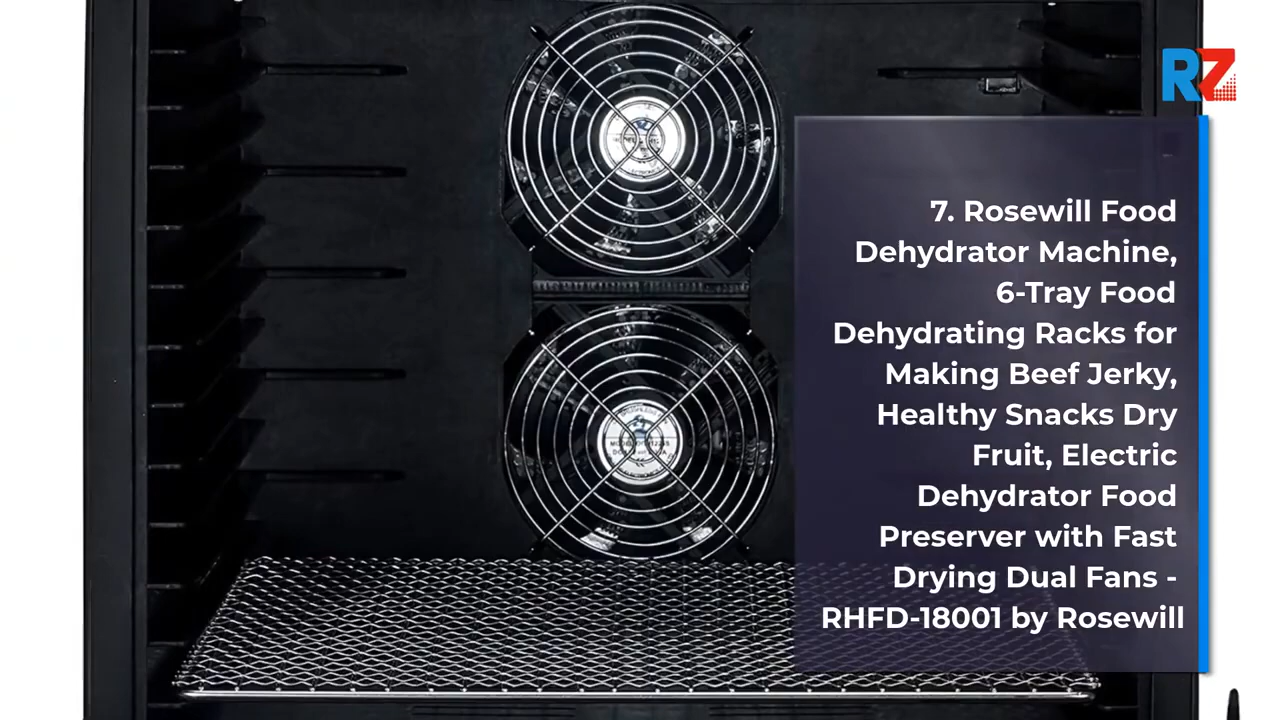 RZ
7. Rosewill Food
Dehydrator Machine,
6-Tray Food
Dehydrating Racks for
Making Beef Jerky,
Healthy Snacks Dry
Fruit, Electric
Dehydrator Food
Preserver with Fast
Drying Dual Fans -
RHFD-18001 by Rosewill